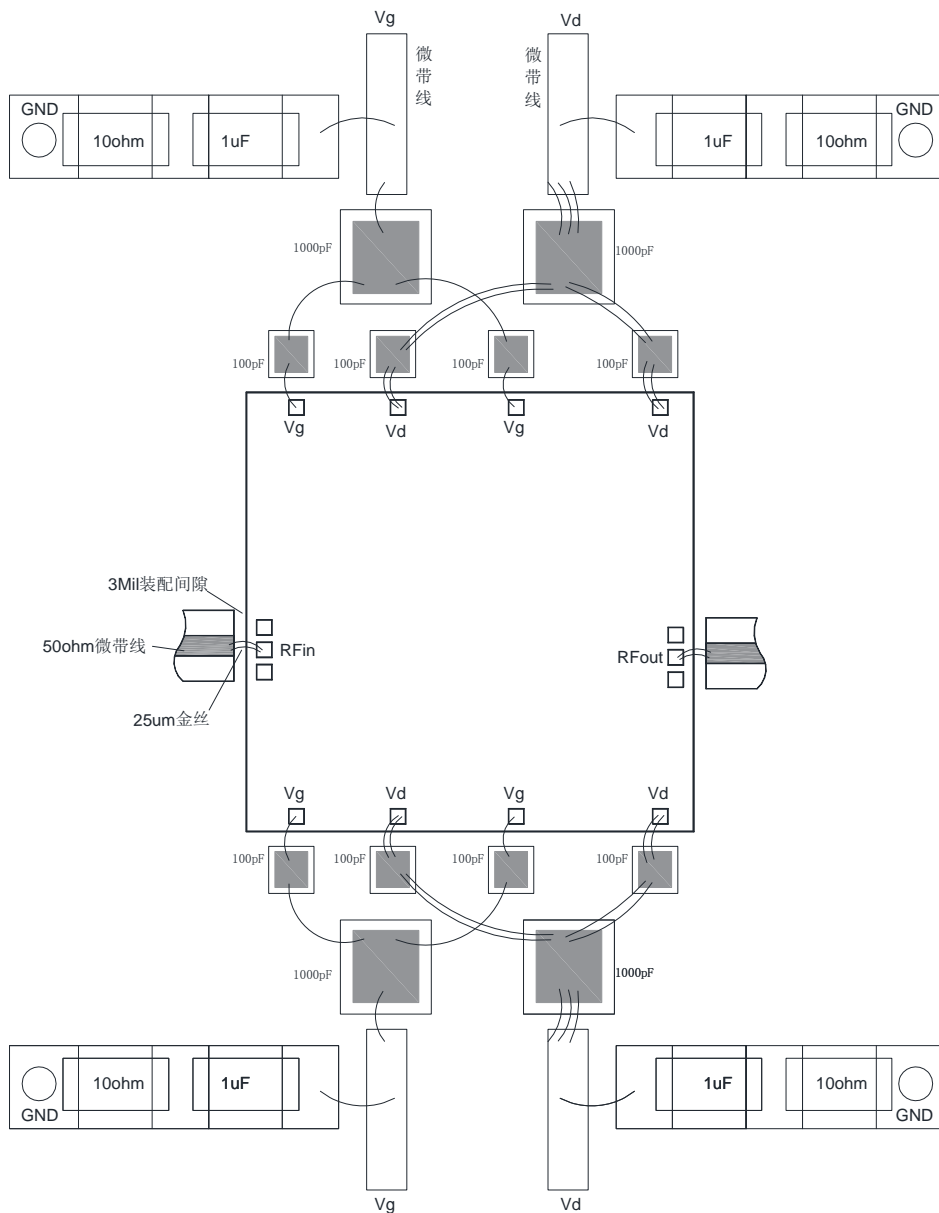 Vg
Vd
微带线
微带线
GND
10ohm
1uF
1uF
10ohm
GND
1000pF
1000pF
100pF
100pF
100pF
100pF
Vg
Vd
Vg
Vd
3Mil装配间隙
50ohm微带线
RFin
RFout
25um金丝
Vg
Vd
Vg
Vd
100pF
100pF
100pF
100pF
1000pF
1000pF
10ohm
1uF
1uF
10ohm
GND
GND
Vg
Vd